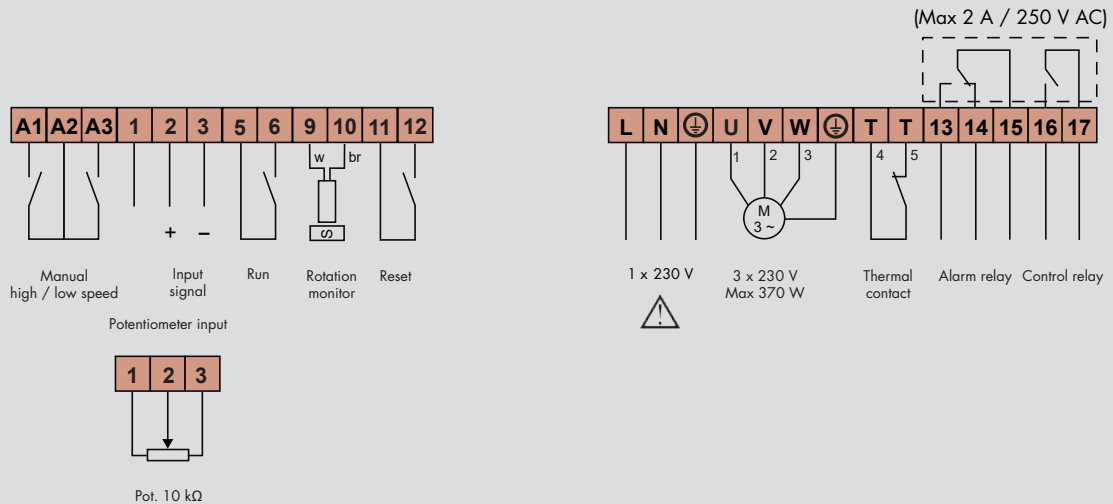 (Max 2 A / 250 V AC)
A1 A2 A3 1 2 3 5 6 9 10 11 12
L N U V W T T 13 14 15 16 17
w br
1 2 3 4 5
M
3 ~
S
+ −
Manual
high / low speed
Input
signal
Run
Rotation
monitor
Reset
1 x 230 V
3 x 230 V
Max 370 W
Thermal
contact
Alarm relay
Control relay
Potentiometer input
1 2 3
Pot. 10 kΩ